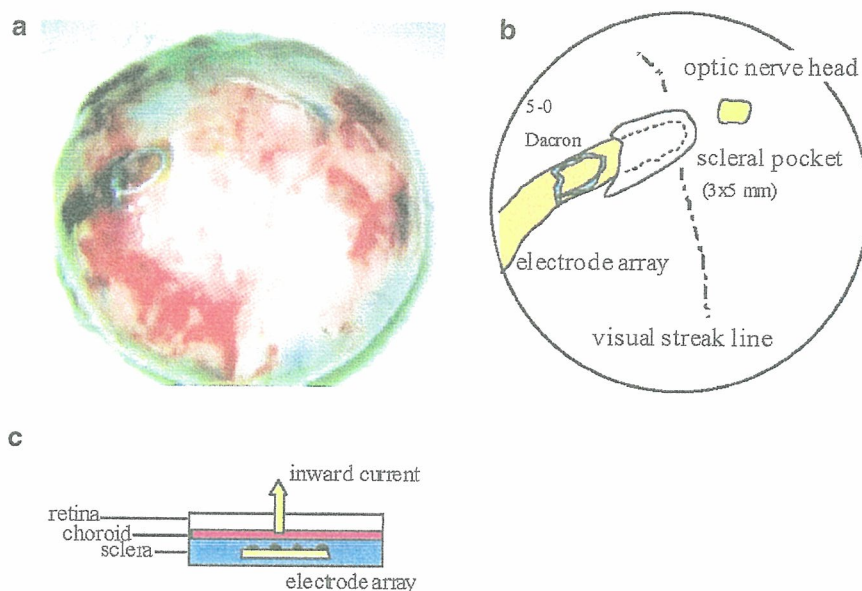 a
b
optic nerve head
5-0
Dacron
scleral pocket
(3x5 mm)
electrode array
visual streak line
c
inward current
retina
choroid
sclera
electrode array